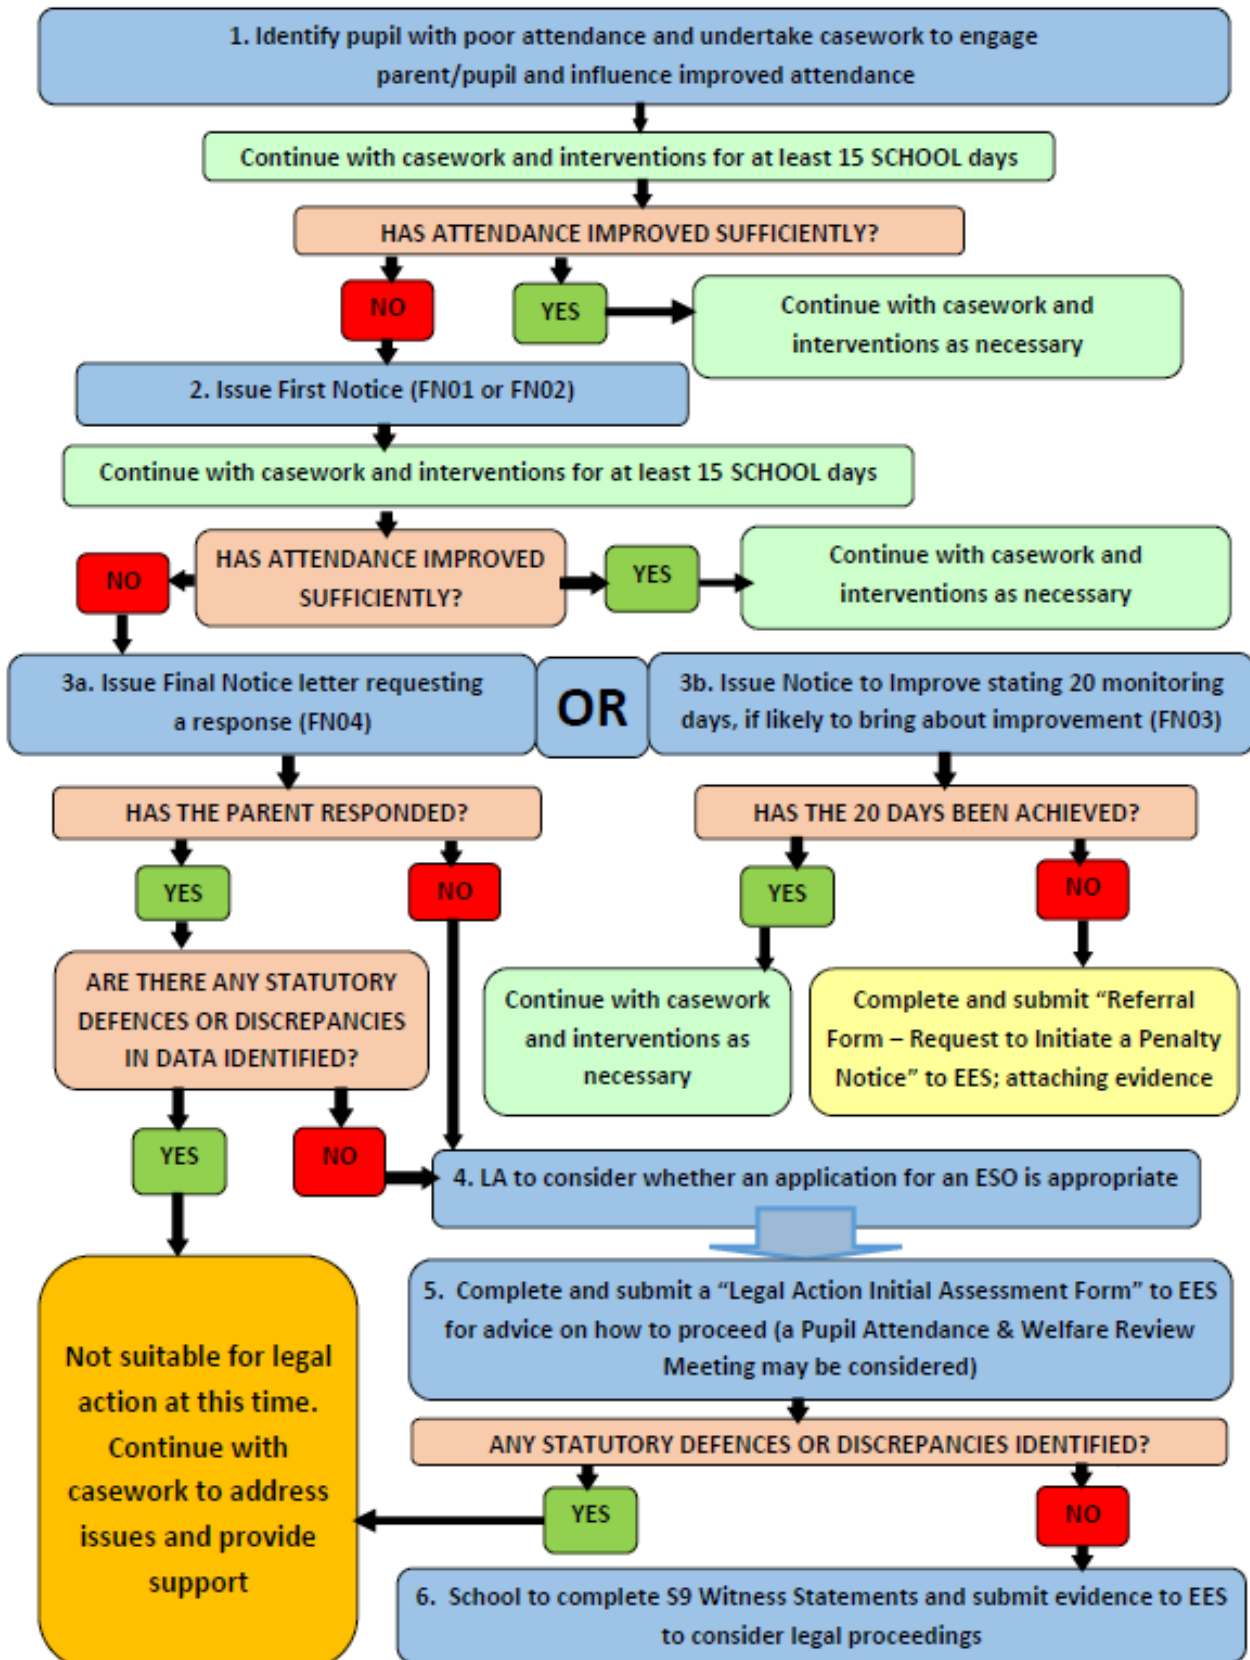 1. Identify pupil with poor attendance and undertake casework to engage
parent/pupil and influence improved attendance
Continue with casework and interventions for at least 15 SCHOOL days
HAS ATTENDANCE IMPROVED SUFFICIENTLY?
NO
YES
Continue with casework and
interventions as necessary
2. Issue First Notice (FN01 or FN02)
Continue with casework and interventions for at least 15 SCHOOL days
HAS ATTENDANCE IMPROVED
SUFFICIENTLY?
NO
YES
Continue with casework and
interventions as necessary
3a. Issue Final Notice letter requesting
a response (FN04)
OR
3b. Issue Notice to Improve stating 20 monitoring
days, if likely to bring about improvement (FN03)
HAS THE PARENT RESPONDED?
HAS THE 20 DAYS BEEN ACHIEVED?
YES
NO
YES
NO
ARE THERE ANY STATUTORY
DEFENCES OR DISCREPANCIES
IN DATA IDENTIFIED?
Continue with casework
and interventions as
necessary
Complete and submit “Referral
Form – Request to Initiate a Penalty
Notice” to EES; attaching evidence
YES
NO
4. LA to consider whether an application for an ESO is appropriate
5. Complete and submit a “Legal Action Initial Assessment Form” to EES
for advice on how to proceed (a Pupil Attendance & Welfare Review
Meeting may be considered)
Not suitable for legal
action at this time.
Continue with
casework to address
issues and provide
support
ANY STATUTORY DEFENCES OR DISCREPANCIES IDENTIFIED?
YES
NO
6. School to complete S9 Witness Statements and submit evidence to EES
to consider legal proceedings